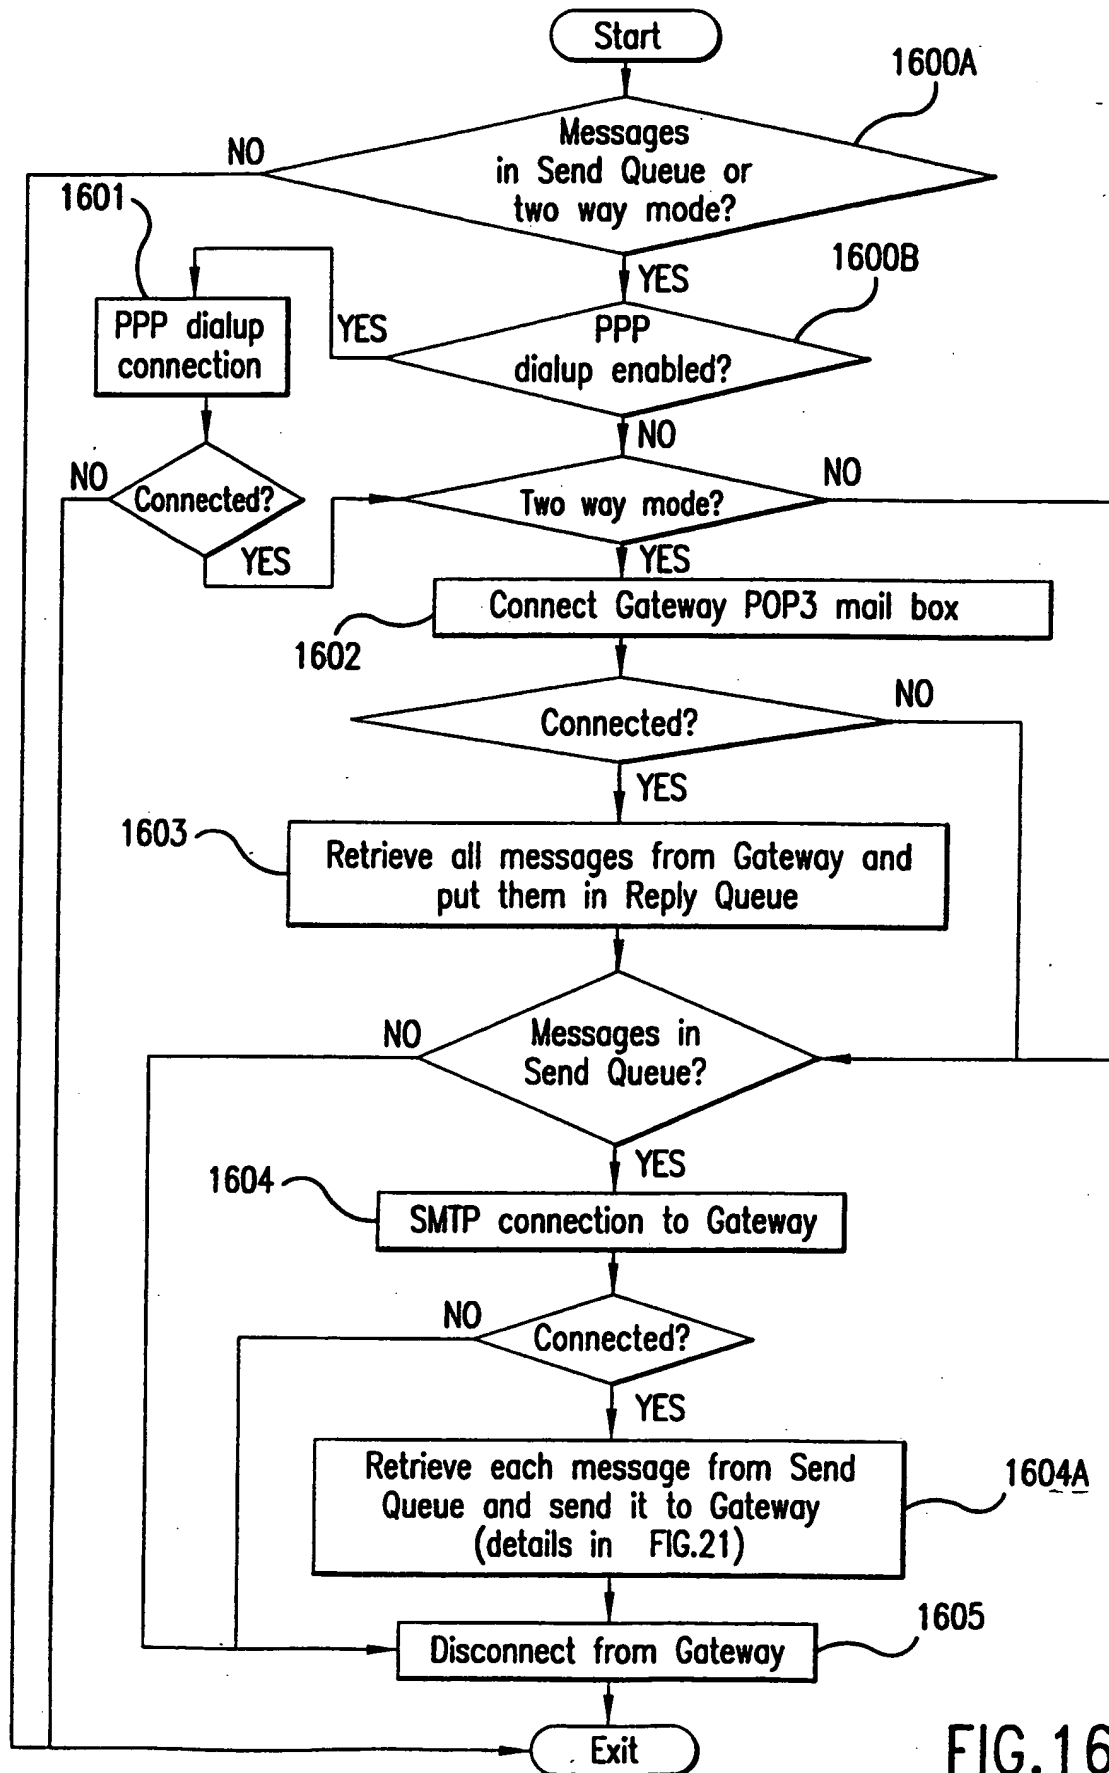 Start
1600A
Messages
in Send Queue or
two way mode?
NO
1601
YES
1600B
PPP
dialup enabled?
YES
PPP dialup
connection
NO
Connected?
NO
YES
Two way mode?
NO
YES
Connect Gateway POP3 mail box
1602
Connected?
NO
YES
1603
Retrieve all messages from Gateway and
put them in Reply Queue
Messages in
Send Queue?
NO
YES
1604
SMTP connection to Gateway
NO
Connected?
YES
Retrieve each message from Send
Queue and send it to Gateway
(details in FIG.21)
1604A
1605
Disconnect from Gateway
Exit
FIG.16